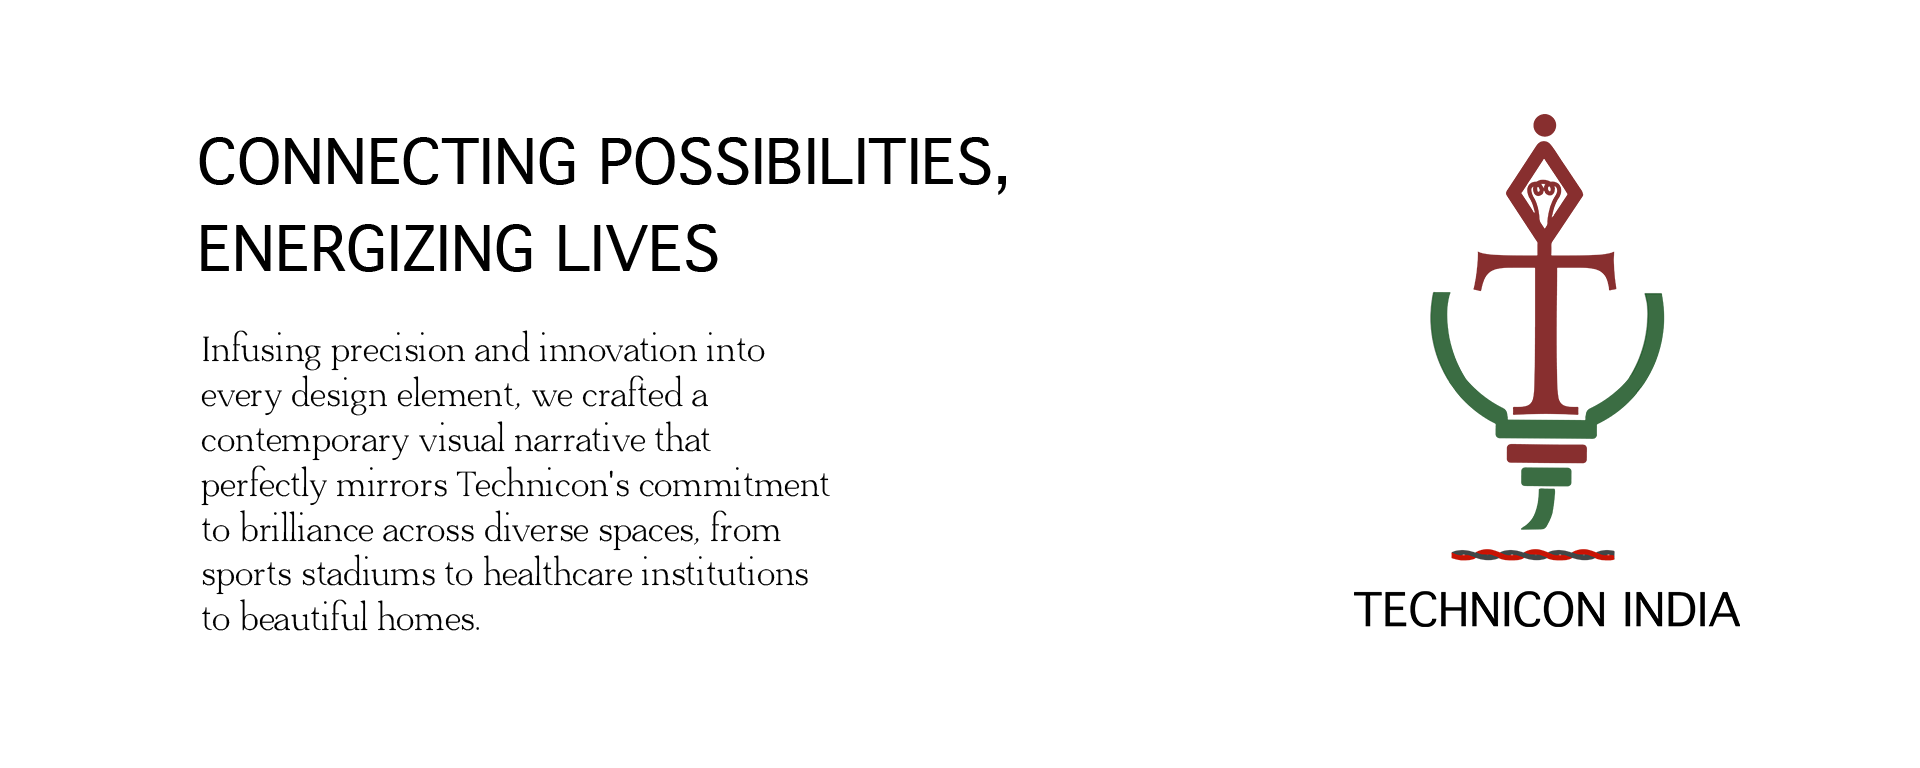 CONNECTING POSSIBILITIES,
ENERGIZING LIVES
Infusing precision and innovation into
every design element, we crafted a
contemporary visual narrative that
perfectly mirrors Technicon's commitment
to brilliance across diverse spaces, from
sports stadiums to healthcare institutions
to beautiful homes.
T
TECHNICON INDIA